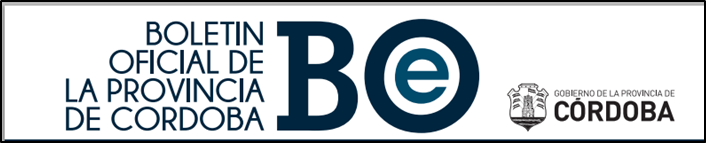 BOLETIN
OFICIAL DE
LA PROVINCIA
DE CORDOBA
BOe
GOBIERNO DE LA PROVINCIA DE
CÓRDOBA